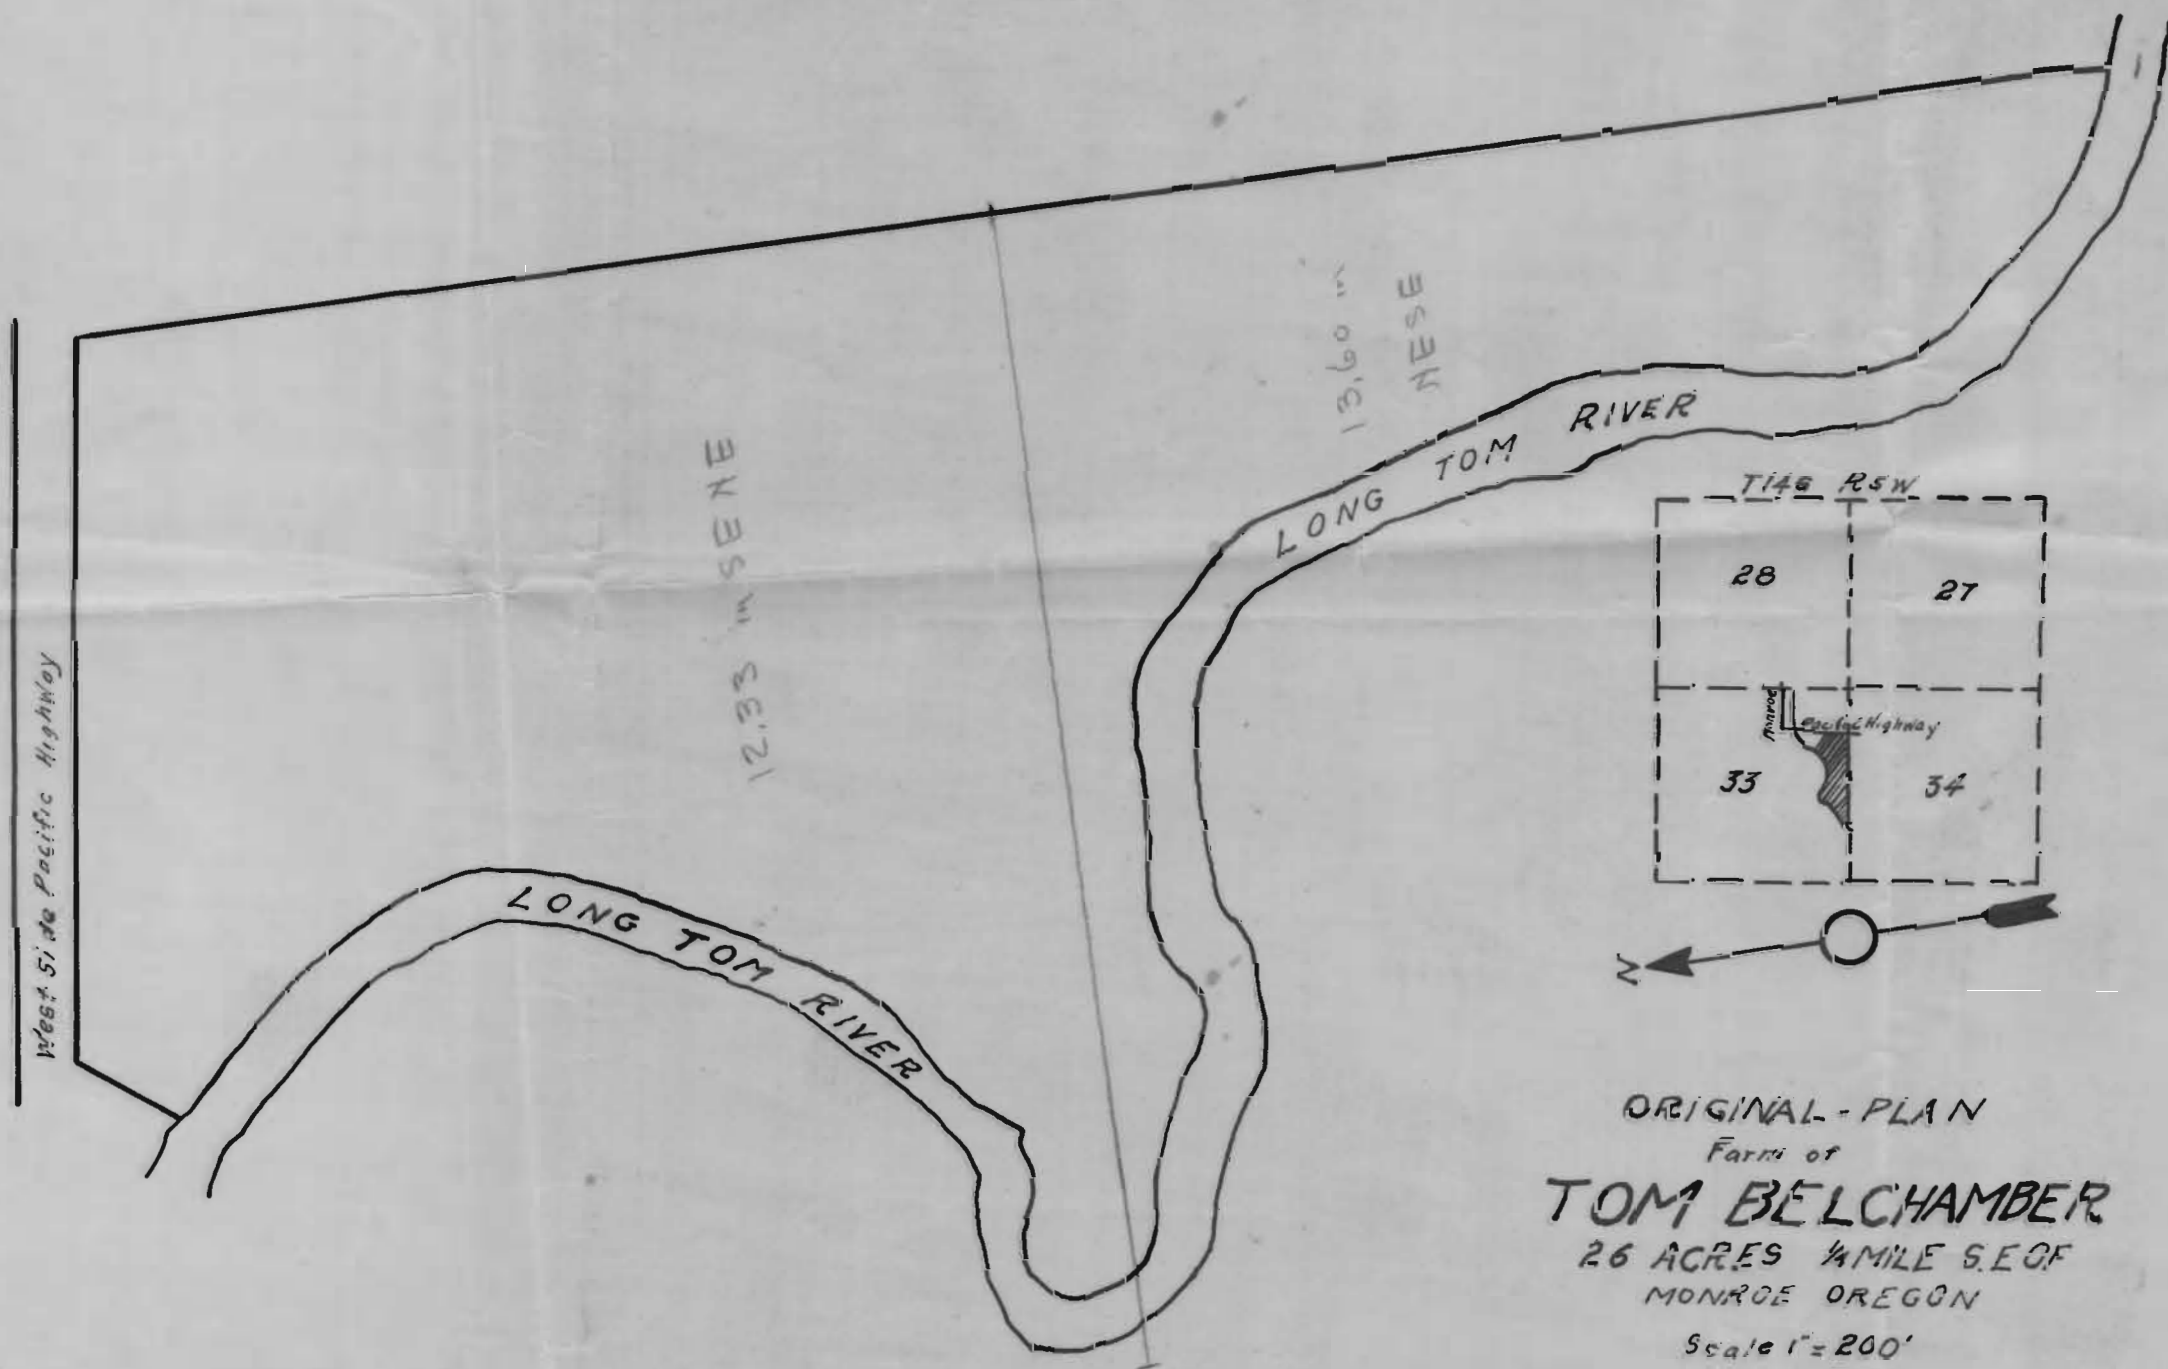 West Side Pacific Highway
12.33 in SENE
13.60 in NESE
LONG TOM RIVER
LONG TOM RIVER
T14S R5W
28
27
Monroe
Pacific Highway
33
34
N
ORIGINAL - PLAN
Farm of
TOM BELCHAMBER
26 ACRES ¼ MILE S.E OF
MONROE OREGON
Scale 1" = 200'